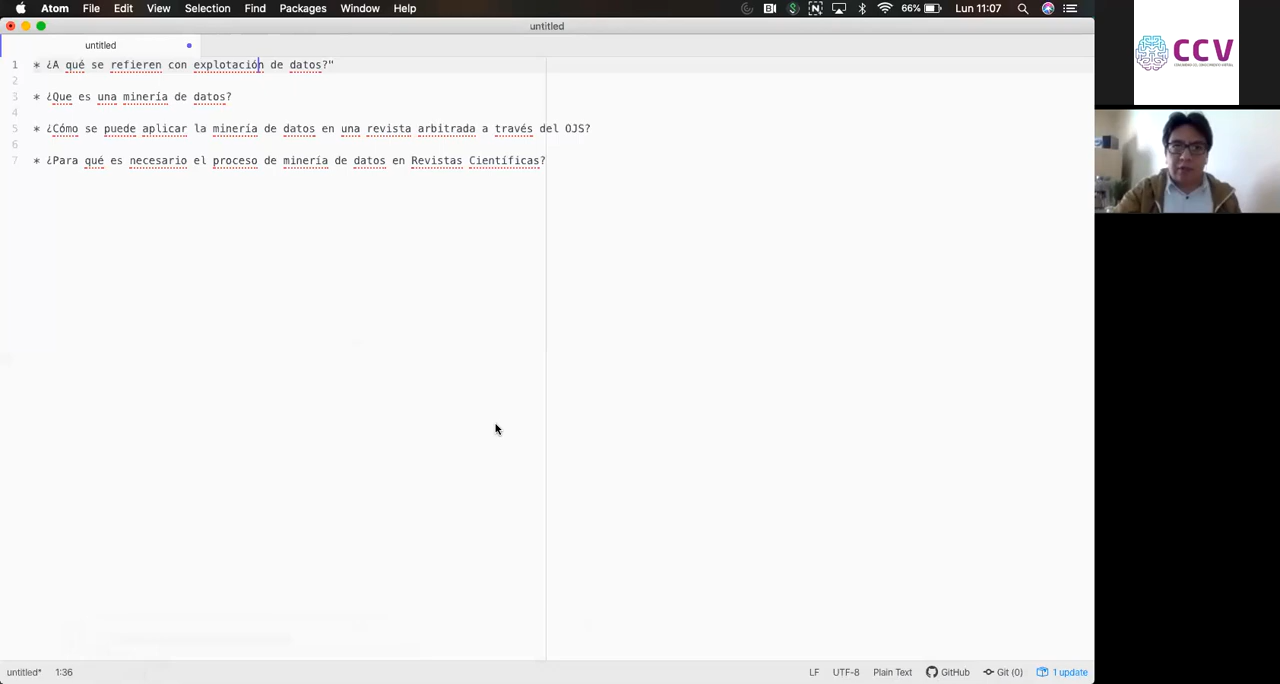 Atom File Edit View Selection Find Packages Window Help 66% Lun 11:07
untitled
untitled
1 * ¿A qué se refieren con explotación de datos?"
2
3 * ¿Que es una minería de datos?
4
5 * ¿Cómo se puede aplicar la minería de datos en una revista arbitrada a través del OJS?
6
7 * ¿Para qué es necesario el proceso de minería de datos en Revistas Científicas?
untitled* 1:36 LF UTF-8 Plain Text GitHub Git (0) 1 update
CCV